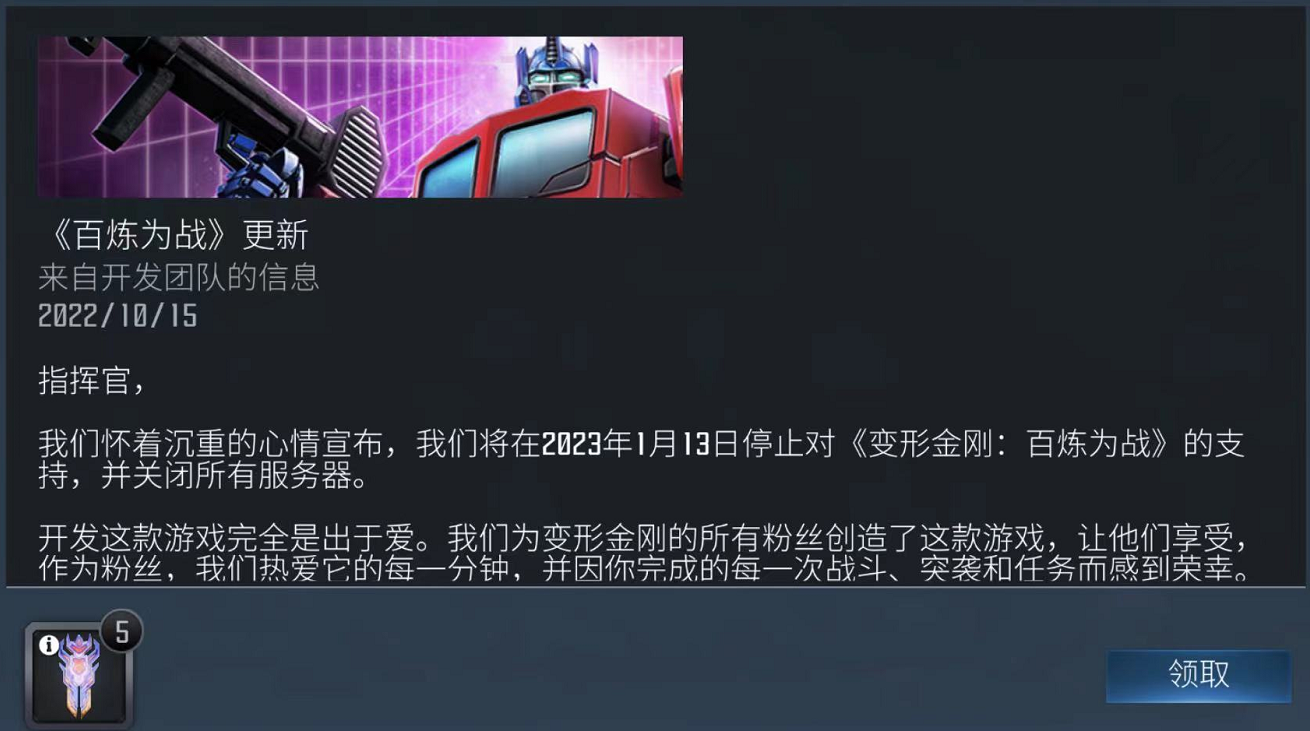 《百炼为战》更新
来自开发团队的信息
2022/10/15
指挥官，
我们怀着沉重的心情宣布，我们将在2023年1月13日停止对《变形金刚：百炼为战》的支
持，并关闭所有服务器。
开发这款游戏完全是出于爱。我们为变形金刚的所有粉丝创造了这款游戏，让他们享受，
作为粉丝，我们热爱它的每一分钟，并因你完成的每一次战斗、突袭和任务而感到荣幸。
5
领取